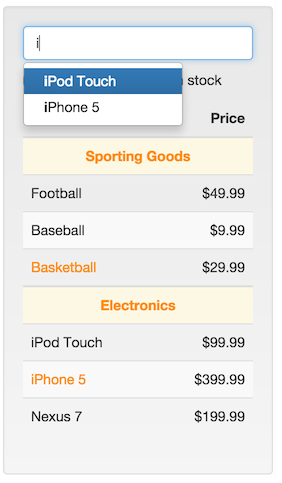 i
iPod Touch
iPhone 5
stock
Price
Sporting Goods
Football $49.99
Baseball $9.99
Basketball $29.99
Electronics
iPod Touch $99.99
iPhone 5 $399.99
Nexus 7 $199.99